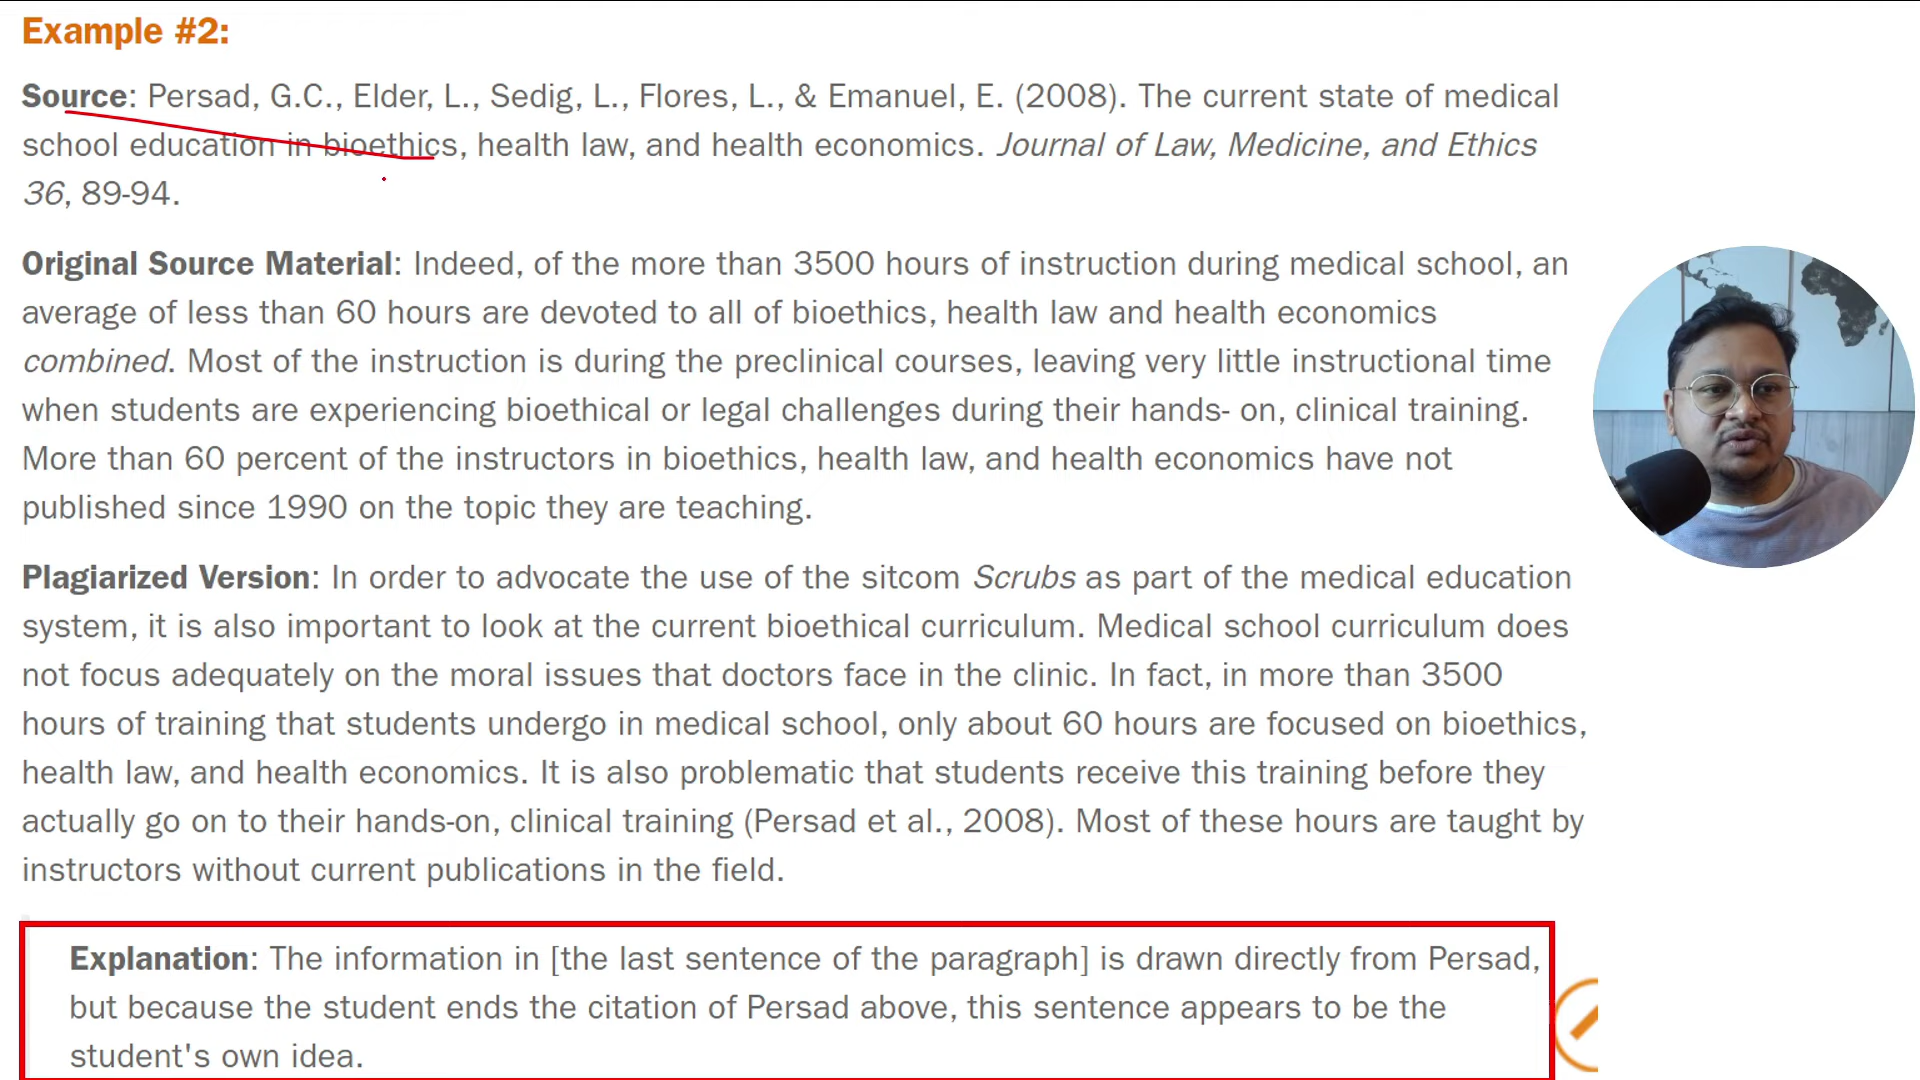 Example #2:
Source: Persad, G.C., Elder, L., Sedig, L., Flores, L., & Emanuel, E. (2008). The current state of medical
school education in bioethics, health law, and health economics. Journal of Law, Medicine, and Ethics
36, 89-94.
Original Source Material: Indeed, of the more than 3500 hours of instruction during medical school, an
average of less than 60 hours are devoted to all of bioethics, health law and health economics
combined. Most of the instruction is during the preclinical courses, leaving very little instructional time
when students are experiencing bioethical or legal challenges during their hands- on, clinical training.
More than 60 percent of the instructors in bioethics, health law, and health economics have not
published since 1990 on the topic they are teaching.
Plagiarized Version: In order to advocate the use of the sitcom Scrubs as part of the medical education
system, it is also important to look at the current bioethical curriculum. Medical school curriculum does
not focus adequately on the moral issues that doctors face in the clinic. In fact, in more than 3500
hours of training that students undergo in medical school, only about 60 hours are focused on bioethics,
health law, and health economics. It is also problematic that students receive this training before they
actually go on to their hands-on, clinical training (Persad et al., 2008). Most of these hours are taught by
instructors without current publications in the field.
Explanation: The information in [the last sentence of the paragraph] is drawn directly from Persad,
but because the student ends the citation of Persad above, this sentence appears to be the
student's own idea.